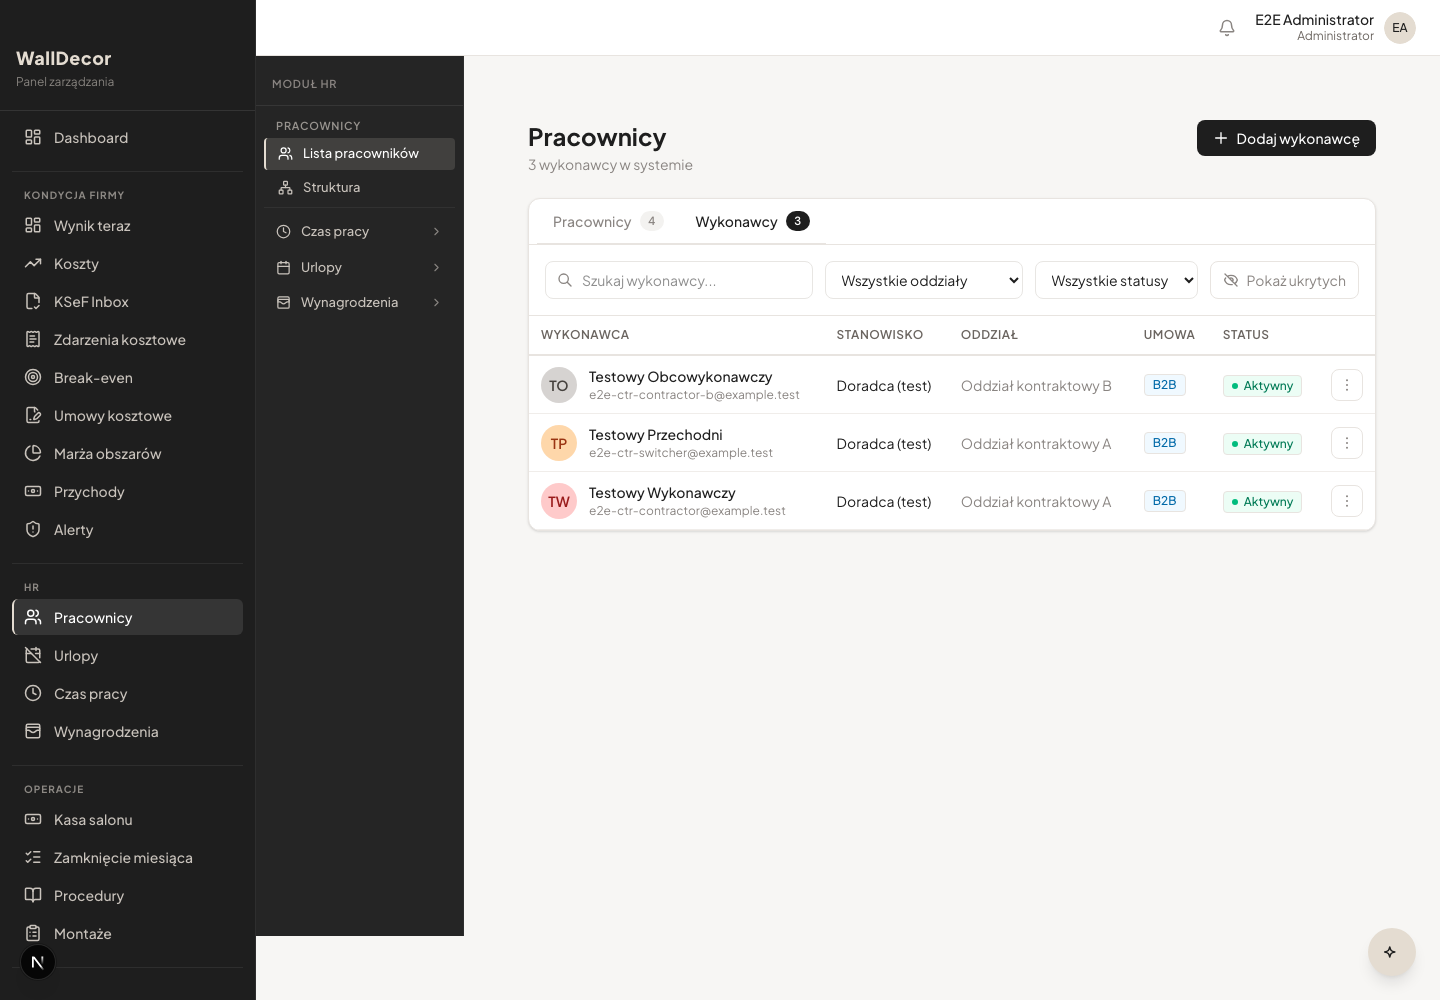 WallDecor
Panel zarządzania
Dashboard
KONDYCJA FIRMY
Wynik teraz
Koszty
KSeF Inbox
Zdarzenia kosztowe
Break-even
Umowy kosztowe
Marża obszarów
Przychody
Alerty
HR
Pracownicy
Urlopy
Czas pracy
Wynagrodzenia
OPERACJE
Kasa salonu
Zamknięcie miesiąca
Procedury
Montaże
N
MODUŁ HR
PRACOWNICY
Lista pracowników
Struktura
Czas pracy
Urlopy
Wynagrodzenia
E2E Administrator
Administrator
EA
Pracownicy
3 wykonawcy w systemie
Dodaj wykonawcę
Pracownicy 4 Wykonawcy 3
Szukaj wykonawcy... Wszystkie oddziały Wszystkie statusy Pokaż ukrytych
WYKONAWCA STANOWISKO ODDZIAŁ UMOWA STATUS
TO Testowy Obcowykonawczy Doradca (test) Oddział kontraktowy B B2B Aktywny
e2e-ctr-contractor-b@example.test
TP Testowy Przechodni Doradca (test) Oddział kontraktowy A B2B Aktywny
e2e-ctr-switcher@example.test
TW Testowy Wykonawczy Doradca (test) Oddział kontraktowy A B2B Aktywny
e2e-ctr-contractor@example.test